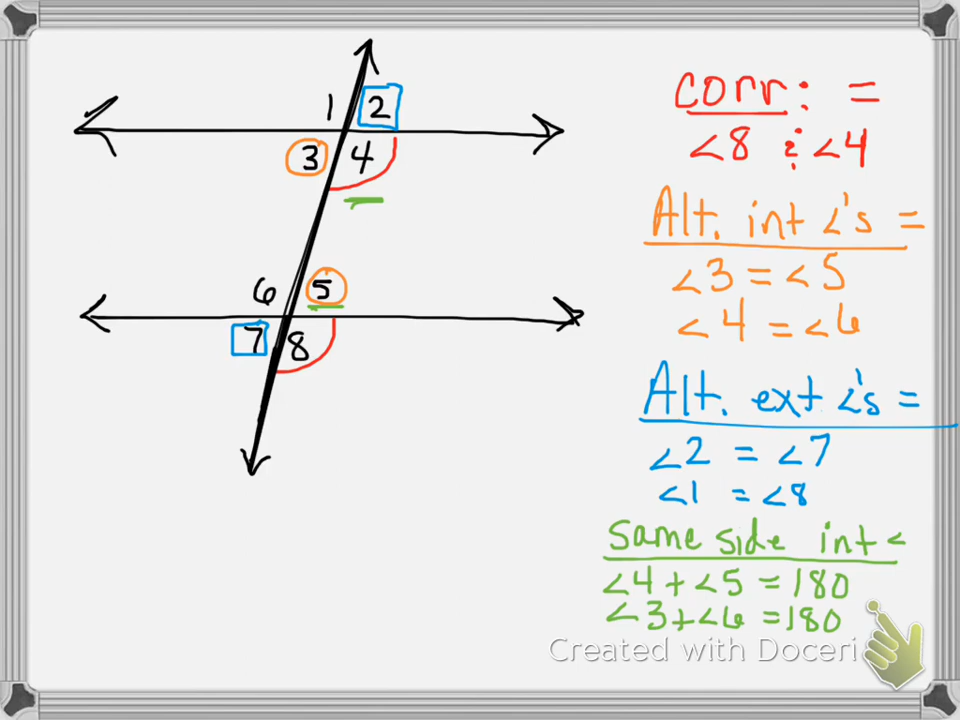 1 2
3 4
6 5
7 8
corr: =
<8 & <4
Alt. int <'s =
<3 = <5
<4 = <6
Alt. ext <'s =
<2 = <7
<1 = <8
same side int <
<4 + <5 = 180
<3 + <6 = 180
Created with Doceri